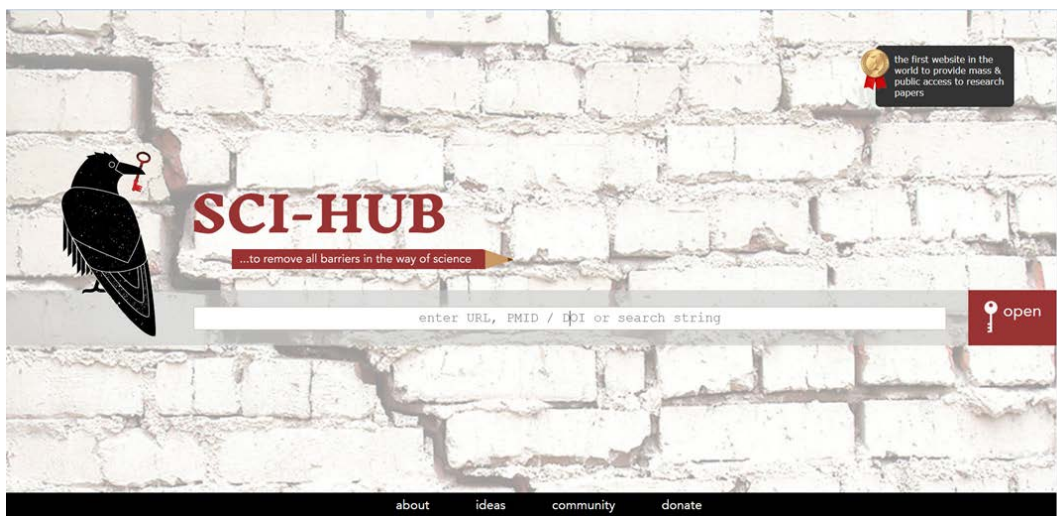 the first website in the
world to provide mass &
public access to research
papers
SCI-HUB
...to remove all barriers in the way of science
enter URL, PMID / DOI or search string
open
about ideas community donate